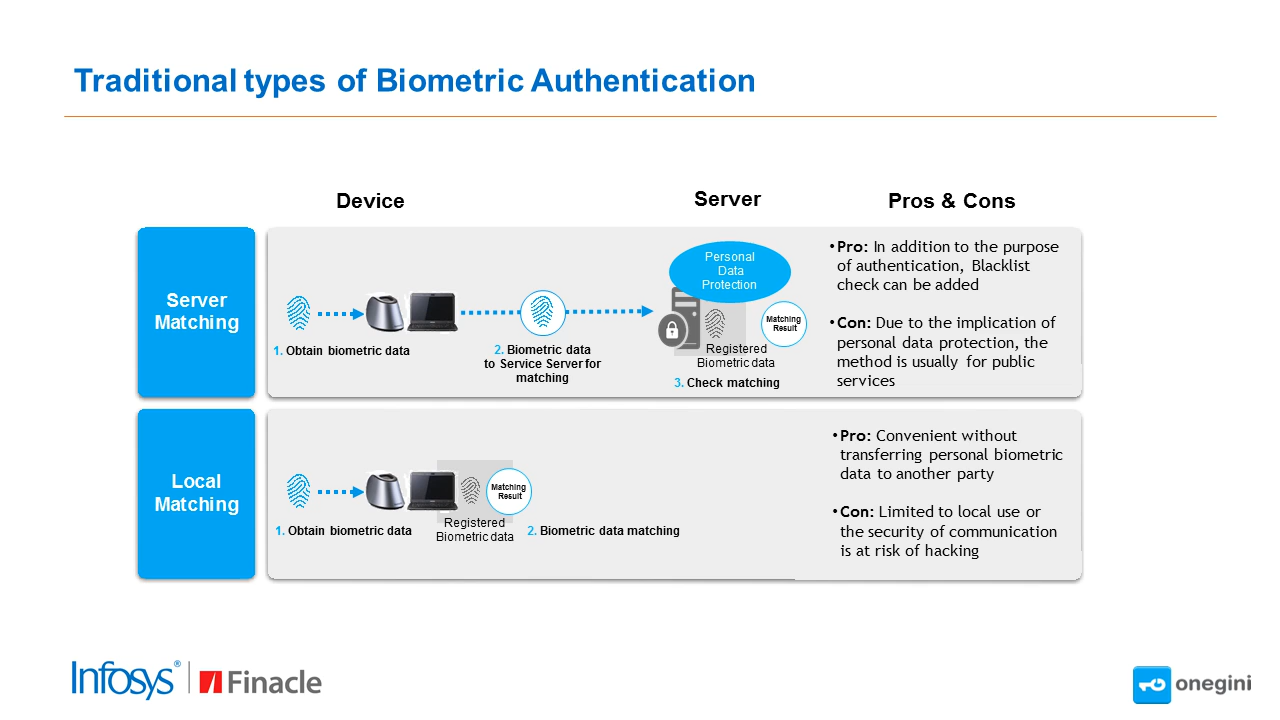 Traditional types of Biometric Authentication
Device
Server
Pros & Cons
Server
Matching
1. Obtain biometric data
2. Biometric data
to Service Server for
matching
Personal
Data
Protection
Matching
Result
Registered
Biometric data
3. Check matching
•Pro: In addition to the purpose
of authentication, Blacklist
check can be added
•Con: Due to the implication of
personal data protection, the
method is usually for public
services
Local
Matching
1. Obtain biometric data
Matching
Result
Registered
Biometric data
2. Biometric data matching
•Pro: Convenient without
transferring personal biometric
data to another party
•Con: Limited to local use or
the security of communication
is at risk of hacking
Infosys® | Finacle
onegini